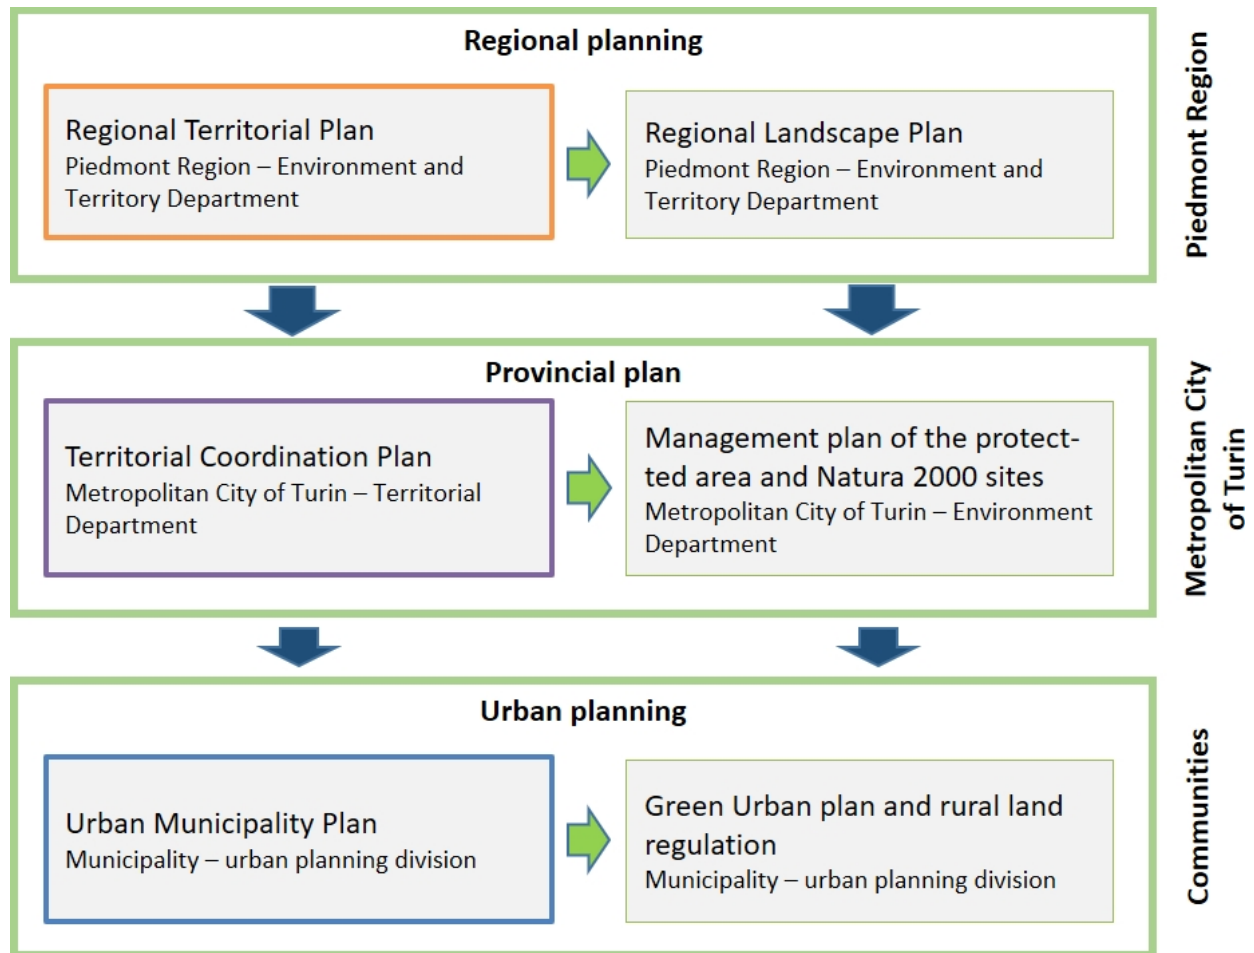 Regional planning
Regional Territorial Plan
Piedmont Region – Environment and
Territory Department
Regional Landscape Plan
Piedmont Region – Environment and
Territory Department
Piedmont Region
Provincial plan
Territorial Coordination Plan
Metropolitan City of Turin – Territorial
Department
Management plan of the protect-
ted area and Natura 2000 sites
Metropolitan City of Turin – Environment
Department
Metropolitan City
of Turin
Urban planning
Urban Municipality Plan
Municipality – urban planning division
Green Urban plan and rural land
regulation
Municipality – urban planning division
Communities